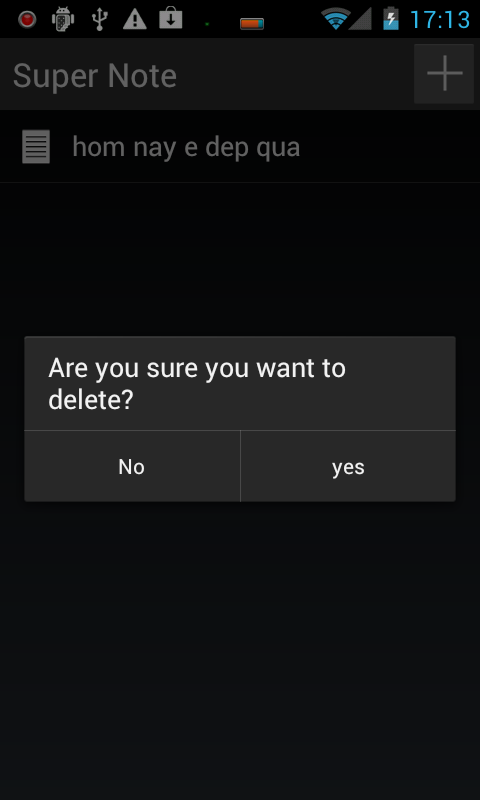 17:13
Super Note
hom nay e dep qua
Are you sure you want to
delete?
No
yes